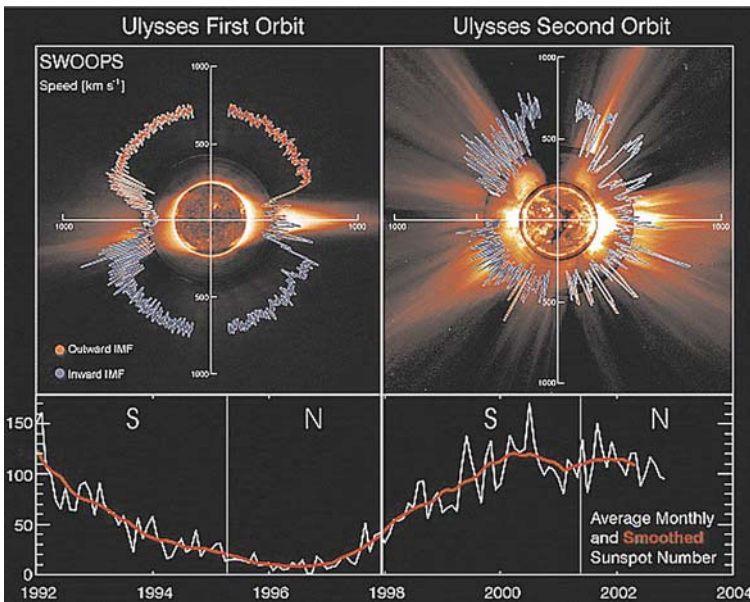 Ulysses First Orbit
Ulysses Second Orbit
SWOOPS
Speed [km s⁻¹]
1000
500
1000
1000
500
1000
Outward IMF
Inward IMF
1000
500
1000
1000
500
1000
150
100
50
0
S
N
S
N
Average Monthly
and Smoothed
Sunspot Number
1992
1994
1996
1998
2000
2002
2004